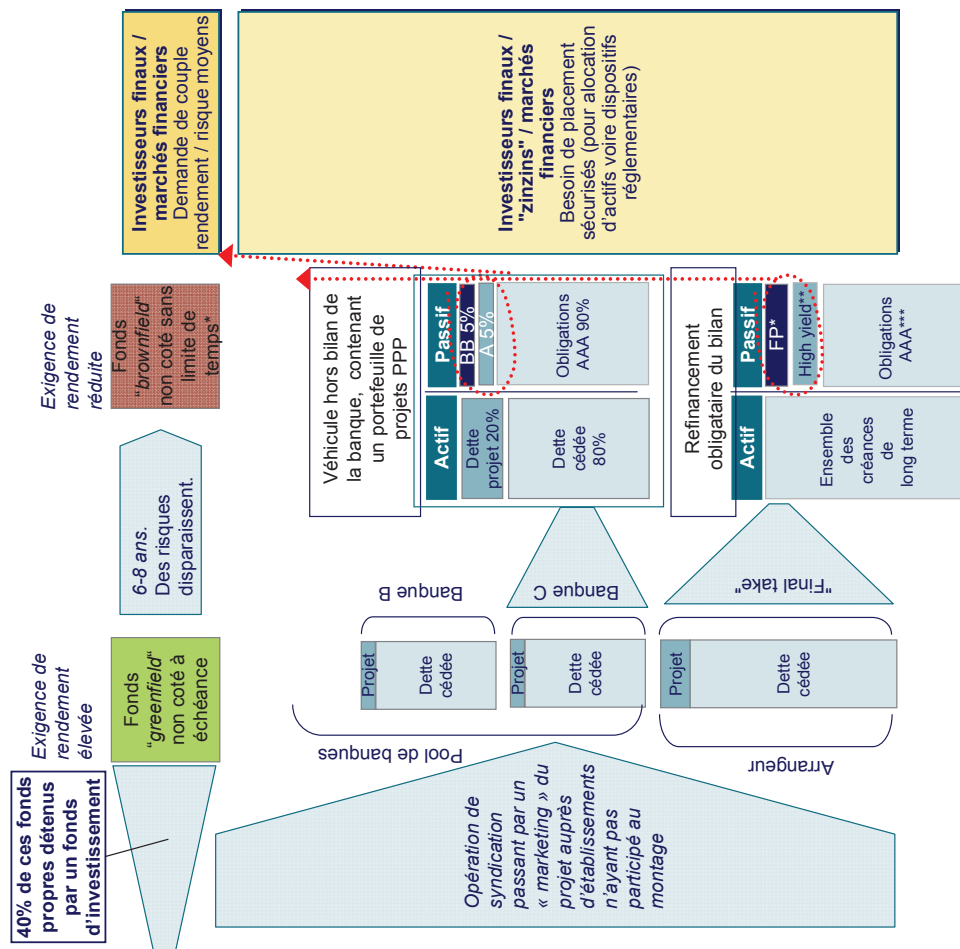 40% de ces fonds
propres détenus
par un fonds
d'investissement
Exigence de
rendement
élevée
Fonds
"greenfield"
non coté à
échéance
6-8 ans.
Des risques
disparaissent.
Exigence de
rendement
réduite
Fonds
"brownfield"
non coté sans
limite de
temps*
Investisseurs finaux /
marchés financiers
Demande de couple
rendement / risque moyens
Opération de
syndication
passant par un
« marketing » du
projet auprès
d'établissements
n'ayant pas
participé au
montage
Pool de banques
Projet
Dette
cédée
Banque B
Projet
Dette
cédée
Banque C
Arrangeur
Projet
Dette
cédée
"Final take"
Véhicule hors bilan de
la banque, contenant
un portefeuille de
projets PPP
Actif
Passif
Dette
projet 20%
Dette
cédée
80%
BB 5%
A 5%
Obligations
AAA 90%
Refinancement
obligataire du bilan
Actif
Passif
Ensemble
des
créances
de
long terme
FP*
High yield**
Obligations
AAA***
Investisseurs finaux /
"zinzins" / marchés
financiers
Besoin de placement
sécurisés (pour alocation
d'actifs voire dispositifs
réglementaires)